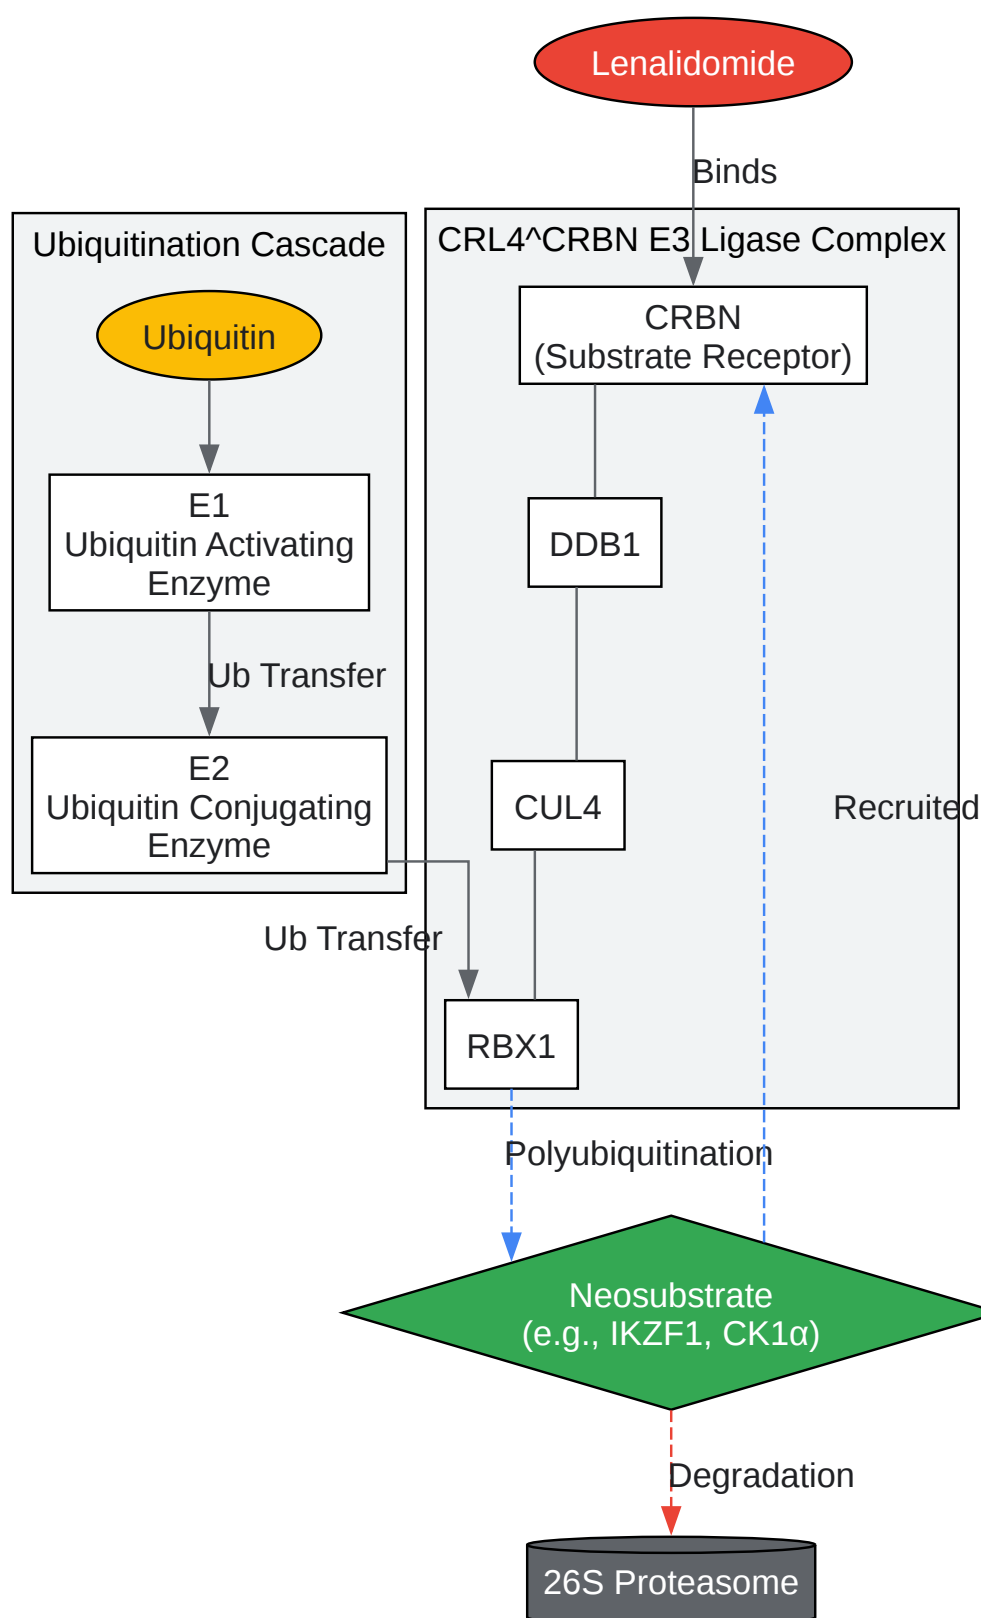 Lenalidomide
Binds
Ubiquitination Cascade
CRL4^CRBN E3 Ligase Complex
Ubiquitin
CRBN
(Substrate Receptor)
E1
Ubiquitin Activating
Enzyme
DDB1
Ub Transfer
E2
Ubiquitin Conjugating
Enzyme
CUL4
Recruited
Ub Transfer
RBX1
Polyubiquitination
Neosubstrate
(e.g., IKZF1, CK1α)
Degradation
26S Proteasome